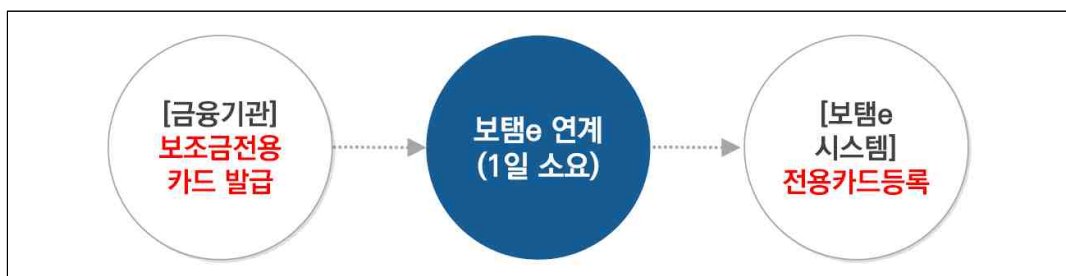 [금융기관]
보조금전용
카드 발급
보탬e 연계
(1일 소요)
[보탬e
시스템]
전용카드등록